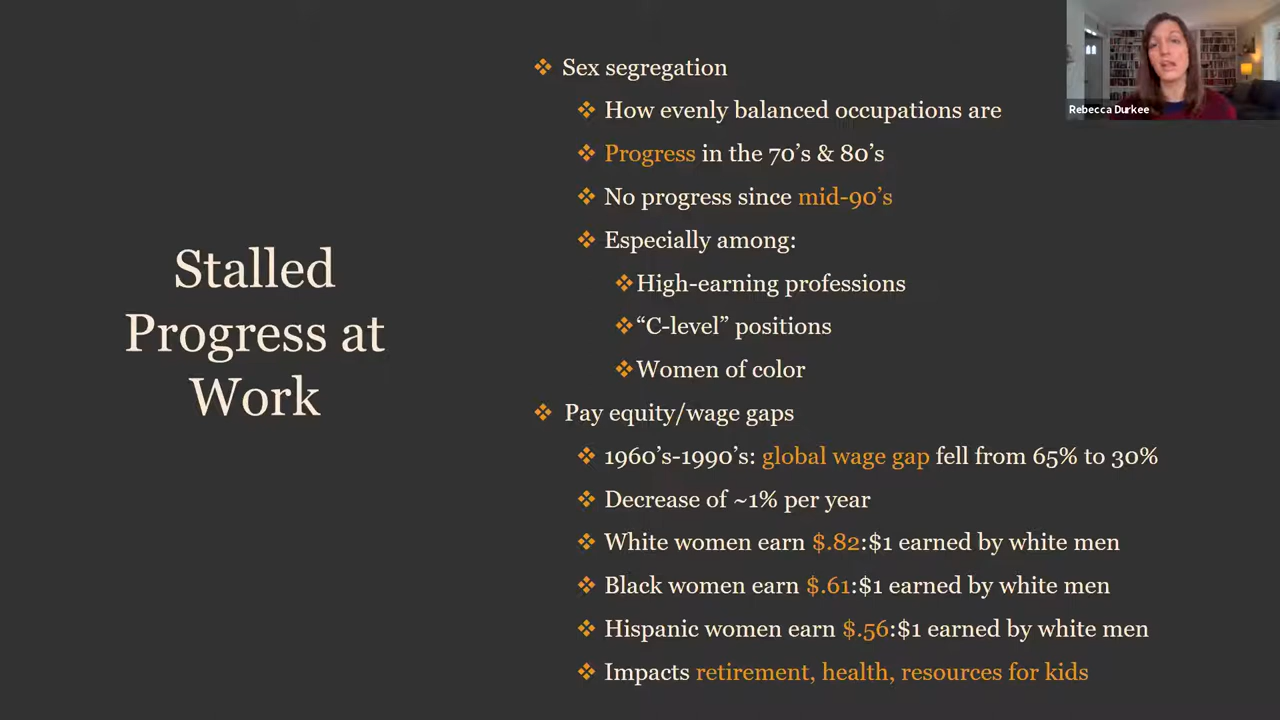 Stalled
Progress at
Work
❖ Sex segregation
❖ How evenly balanced occupations are
❖ Progress in the 70’s & 80’s
❖ No progress since mid-90’s
❖ Especially among:
❖ High-earning professions
❖ “C-level” positions
❖ Women of color
❖ Pay equity/wage gaps
❖ 1960’s-1990’s: global wage gap fell from 65% to 30%
❖ Decrease of ~1% per year
❖ White women earn $.82:$1 earned by white men
❖ Black women earn $.61:$1 earned by white men
❖ Hispanic women earn $.56:$1 earned by white men
❖ Impacts retirement, health, resources for kids
Rebecca Durkee